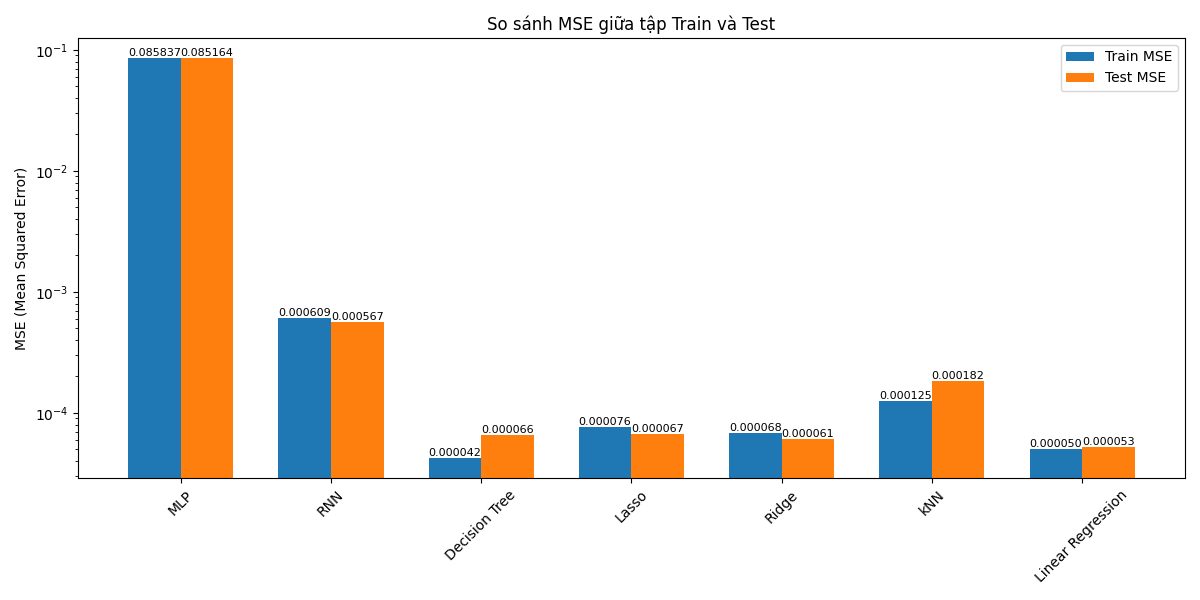 So sánh MSE giữa tập Train và Test
MSE (Mean Squared Error)
10⁻¹
10⁻²
10⁻³
10⁻⁴
Train MSE
Test MSE
0.085837
0.085164
0.000609
0.000567
0.000042
0.000066
0.000076
0.000067
0.000068
0.000061
0.000125
0.000182
0.000050
0.000053
MLP
RNN
Decision Tree
Lasso
Ridge
kNN
Linear Regression